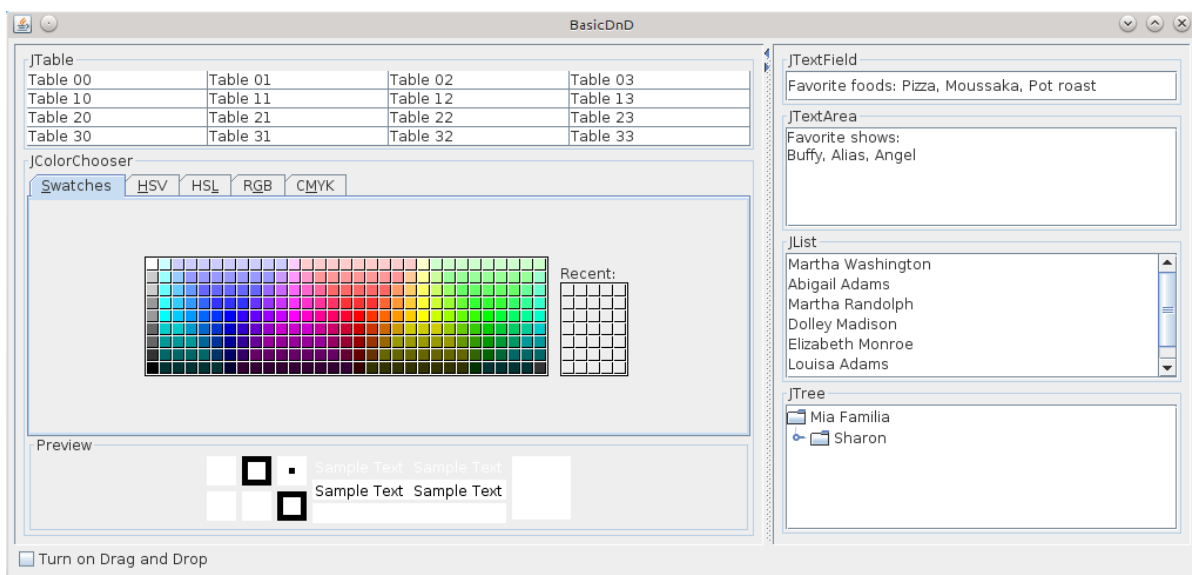 BasicDnD
JTable
Table 00 Table 01 Table 02 Table 03
Table 10 Table 11 Table 12 Table 13
Table 20 Table 21 Table 22 Table 23
Table 30 Table 31 Table 32 Table 33
JColorChooser
Swatches HSV HSL RGB CMYK
Recent:
Preview
Sample Text Sample Text
Sample Text Sample Text
JTextField
Favorite foods: Pizza, Moussaka, Pot roast
JTextArea
Favorite shows:
Buffy, Alias, Angel
JList
Martha Washington
Abigail Adams
Martha Randolph
Dolley Madison
Elizabeth Monroe
Louisa Adams
JTree
Mia Familia
Sharon
Turn on Drag and Drop